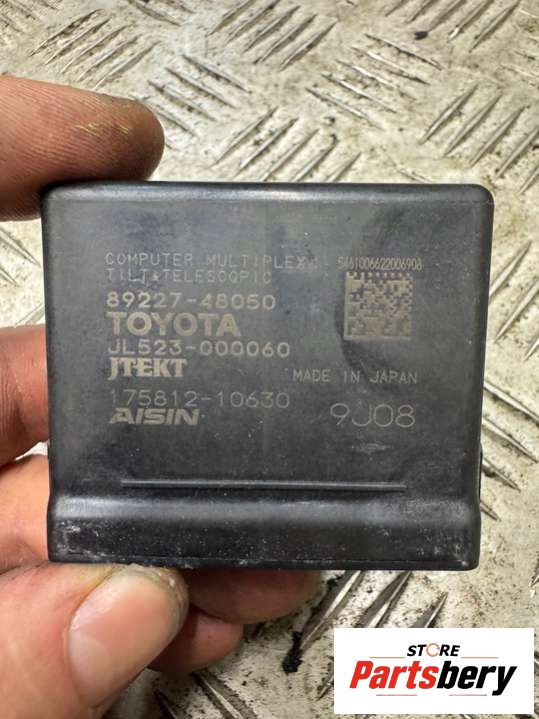 COMPUTER MULTIPLEX
TILT&TELESCOPIC
5461006622006908
89227-48050
TOYOTA
JL523-000060
JTEKT
MADE IN JAPAN
175812-10630
AISIN
9J08
STORE
Partsbery